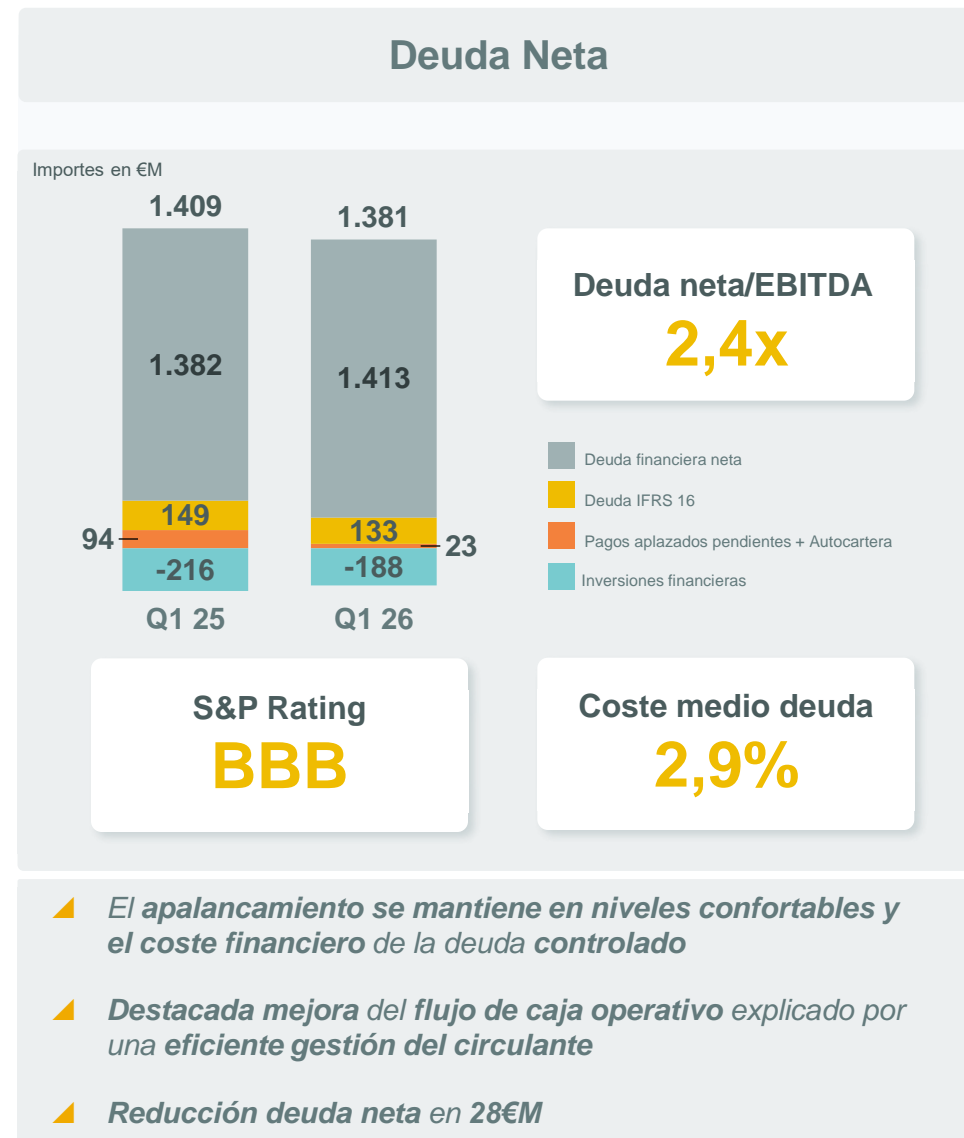 Deuda Neta
Importes en €M
1.409
1.381
1.382
1.413
149
133
94
23
-216
-188
Q1 25
Q1 26
Deuda neta/EBITDA
2,4x
Deuda financiera neta
Deuda IFRS 16
Pagos aplazados pendientes + Autocartera
Inversiones financieras
S&P Rating
BBB
Coste medio deuda
2,9%
El apalancamiento se mantiene en niveles confortables y
el coste financiero de la deuda controlado
Destacada mejora del flujo de caja operativo explicado por
una eficiente gestión del circulante
Reducción deuda neta en 28€M